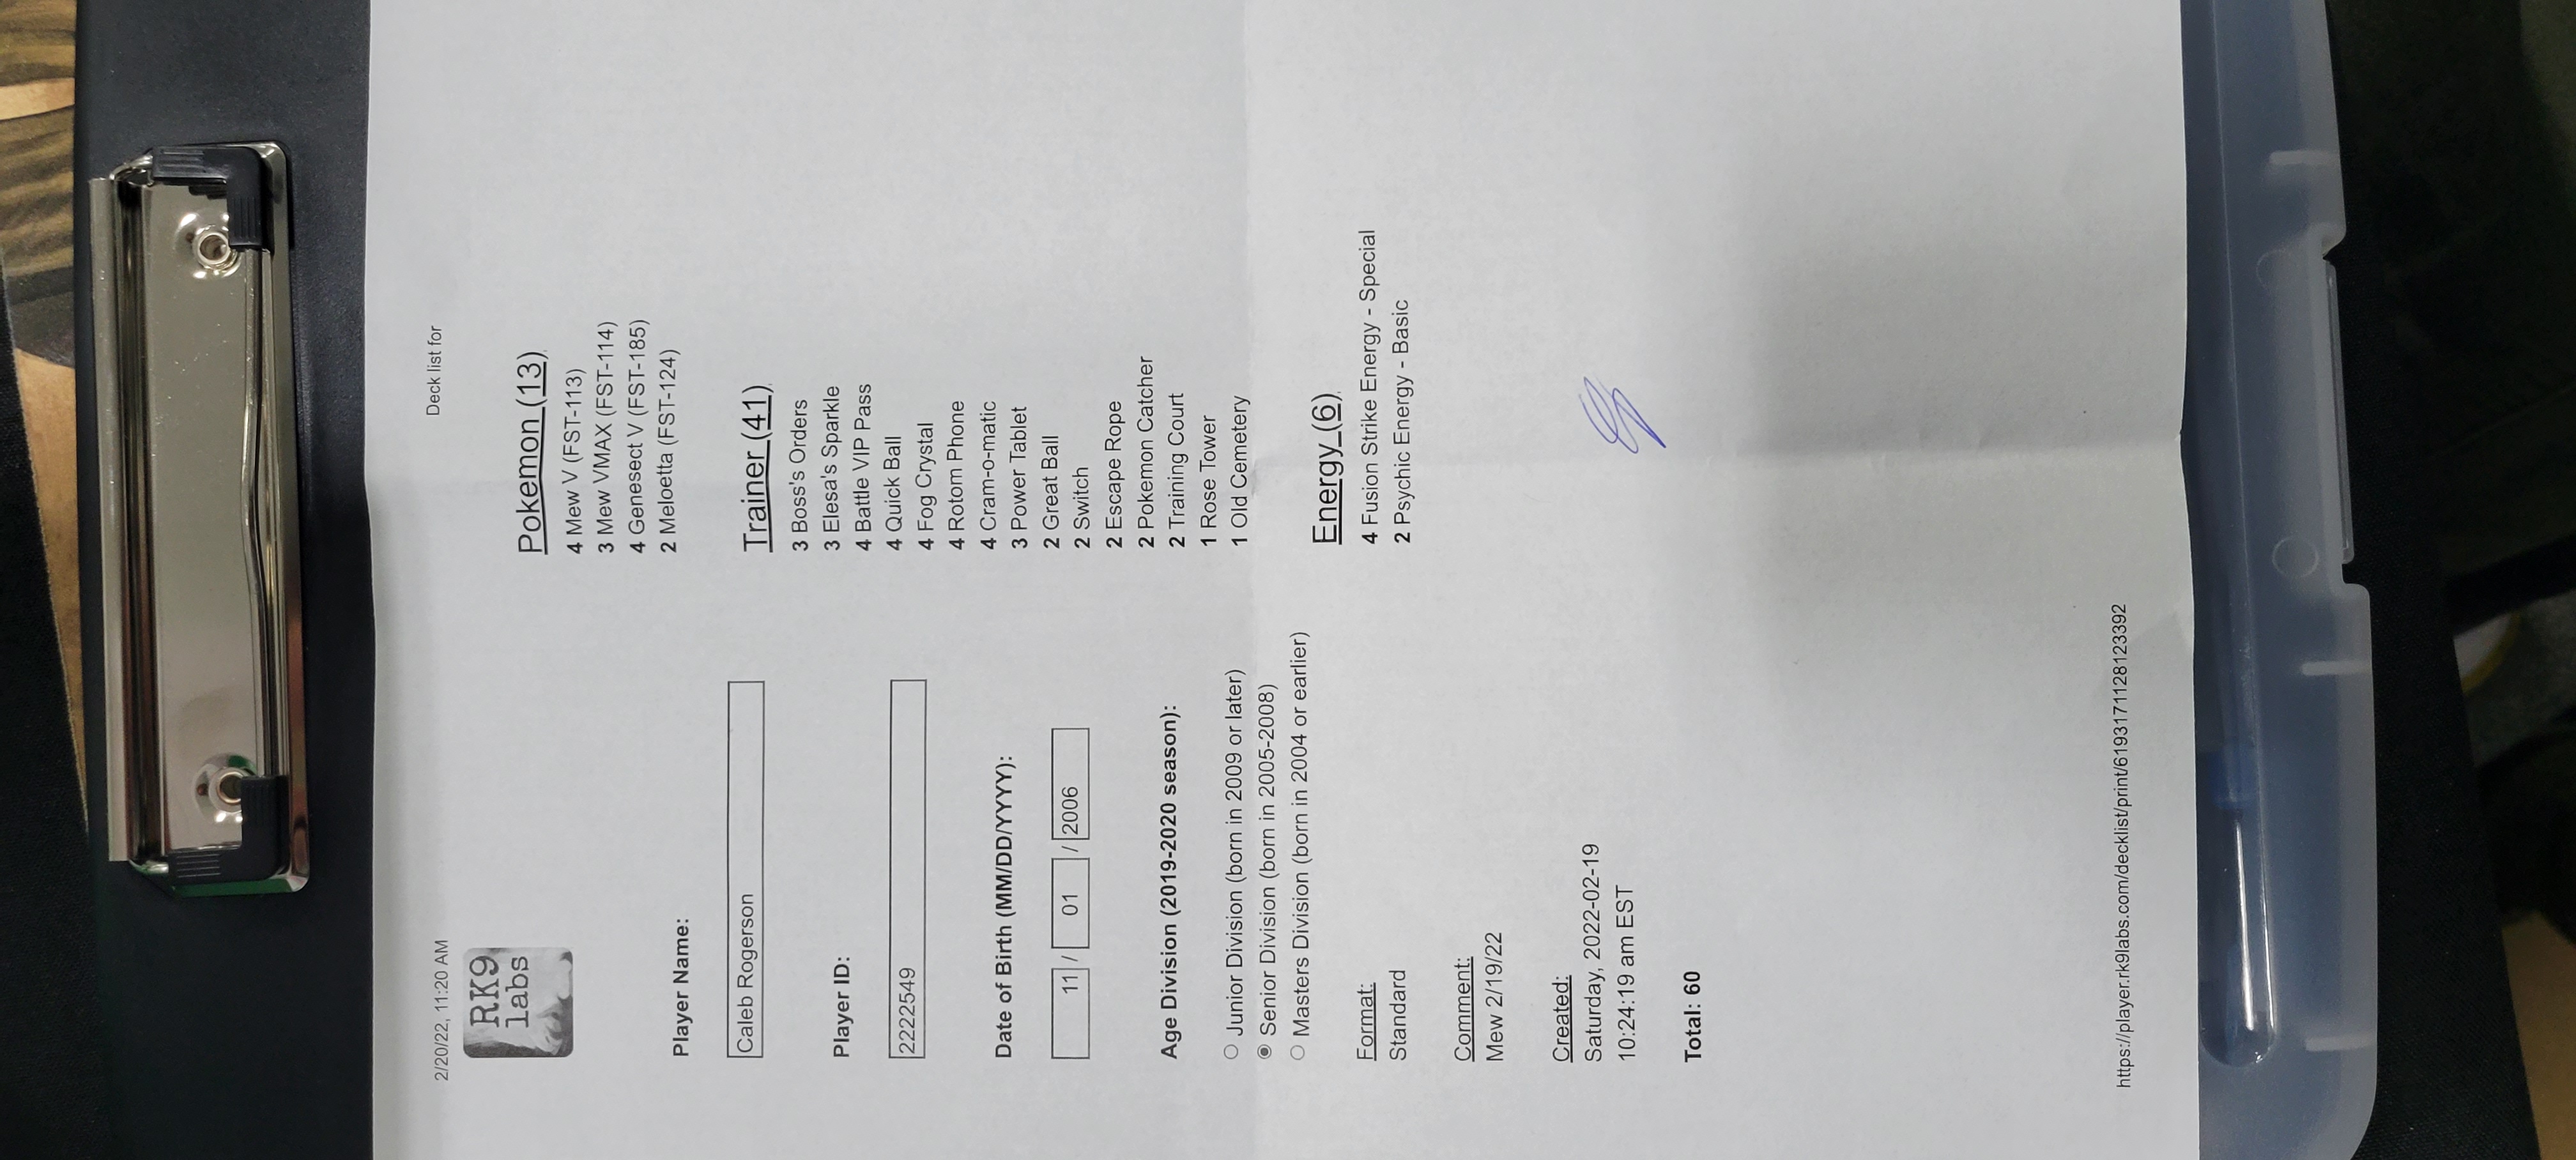 2/20/22, 11:20 AM
Deck list for
RK9
labs
Player Name:
Caleb Rogerson
Player ID:
2222549
Date of Birth (MM/DD/YYYY):
11 / 01 / 2006
Age Division (2019-2020 season):
Junior Division (born in 2009 or later)
Senior Division (born in 2005-2008)
Masters Division (born in 2004 or earlier)
Format:
Standard
Comment:
Mew 2/19/22
Created:
Saturday, 2022-02-19
10:24:19 am EST
Total: 60
Pokemon (13)
4 Mew V (FST-113)
3 Mew VMAX (FST-114)
4 Genesect V (FST-185)
2 Meloetta (FST-124)
Trainer (41)
3 Boss's Orders
3 Elesa's Sparkle
4 Battle VIP Pass
4 Quick Ball
4 Fog Crystal
4 Rotom Phone
4 Cram-o-matic
3 Power Tablet
2 Great Ball
2 Switch
2 Escape Rope
2 Pokemon Catcher
2 Training Court
1 Rose Tower
1 Old Cemetery
Energy (6)
4 Fusion Strike Energy - Special
2 Psychic Energy - Basic
https://player.rk9labs.com/decklist/print/6193171128123392